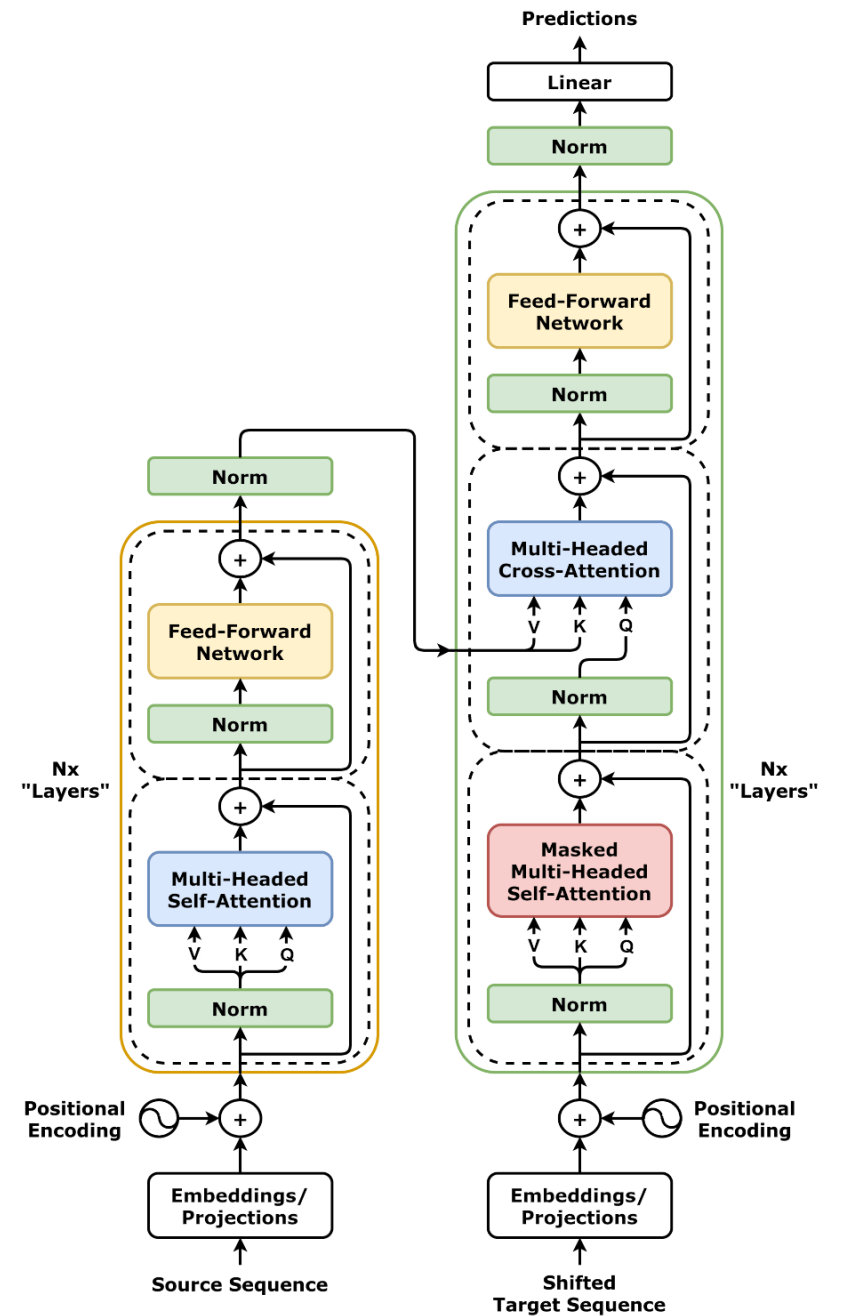 Predictions
Linear
Norm
+
Feed-Forward
Network
Norm
+
Multi-Headed
Cross-Attention
V K Q
Norm
+
Masked
Multi-Headed
Self-Attention
V K Q
Norm
Nx
"Layers"
+
Positional
Encoding
Embeddings/
Projections
Shifted
Target Sequence
Norm
+
Feed-Forward
Network
Norm
+
Multi-Headed
Self-Attention
V K Q
Norm
Nx
"Layers"
+
Positional
Encoding
Embeddings/
Projections
Source Sequence